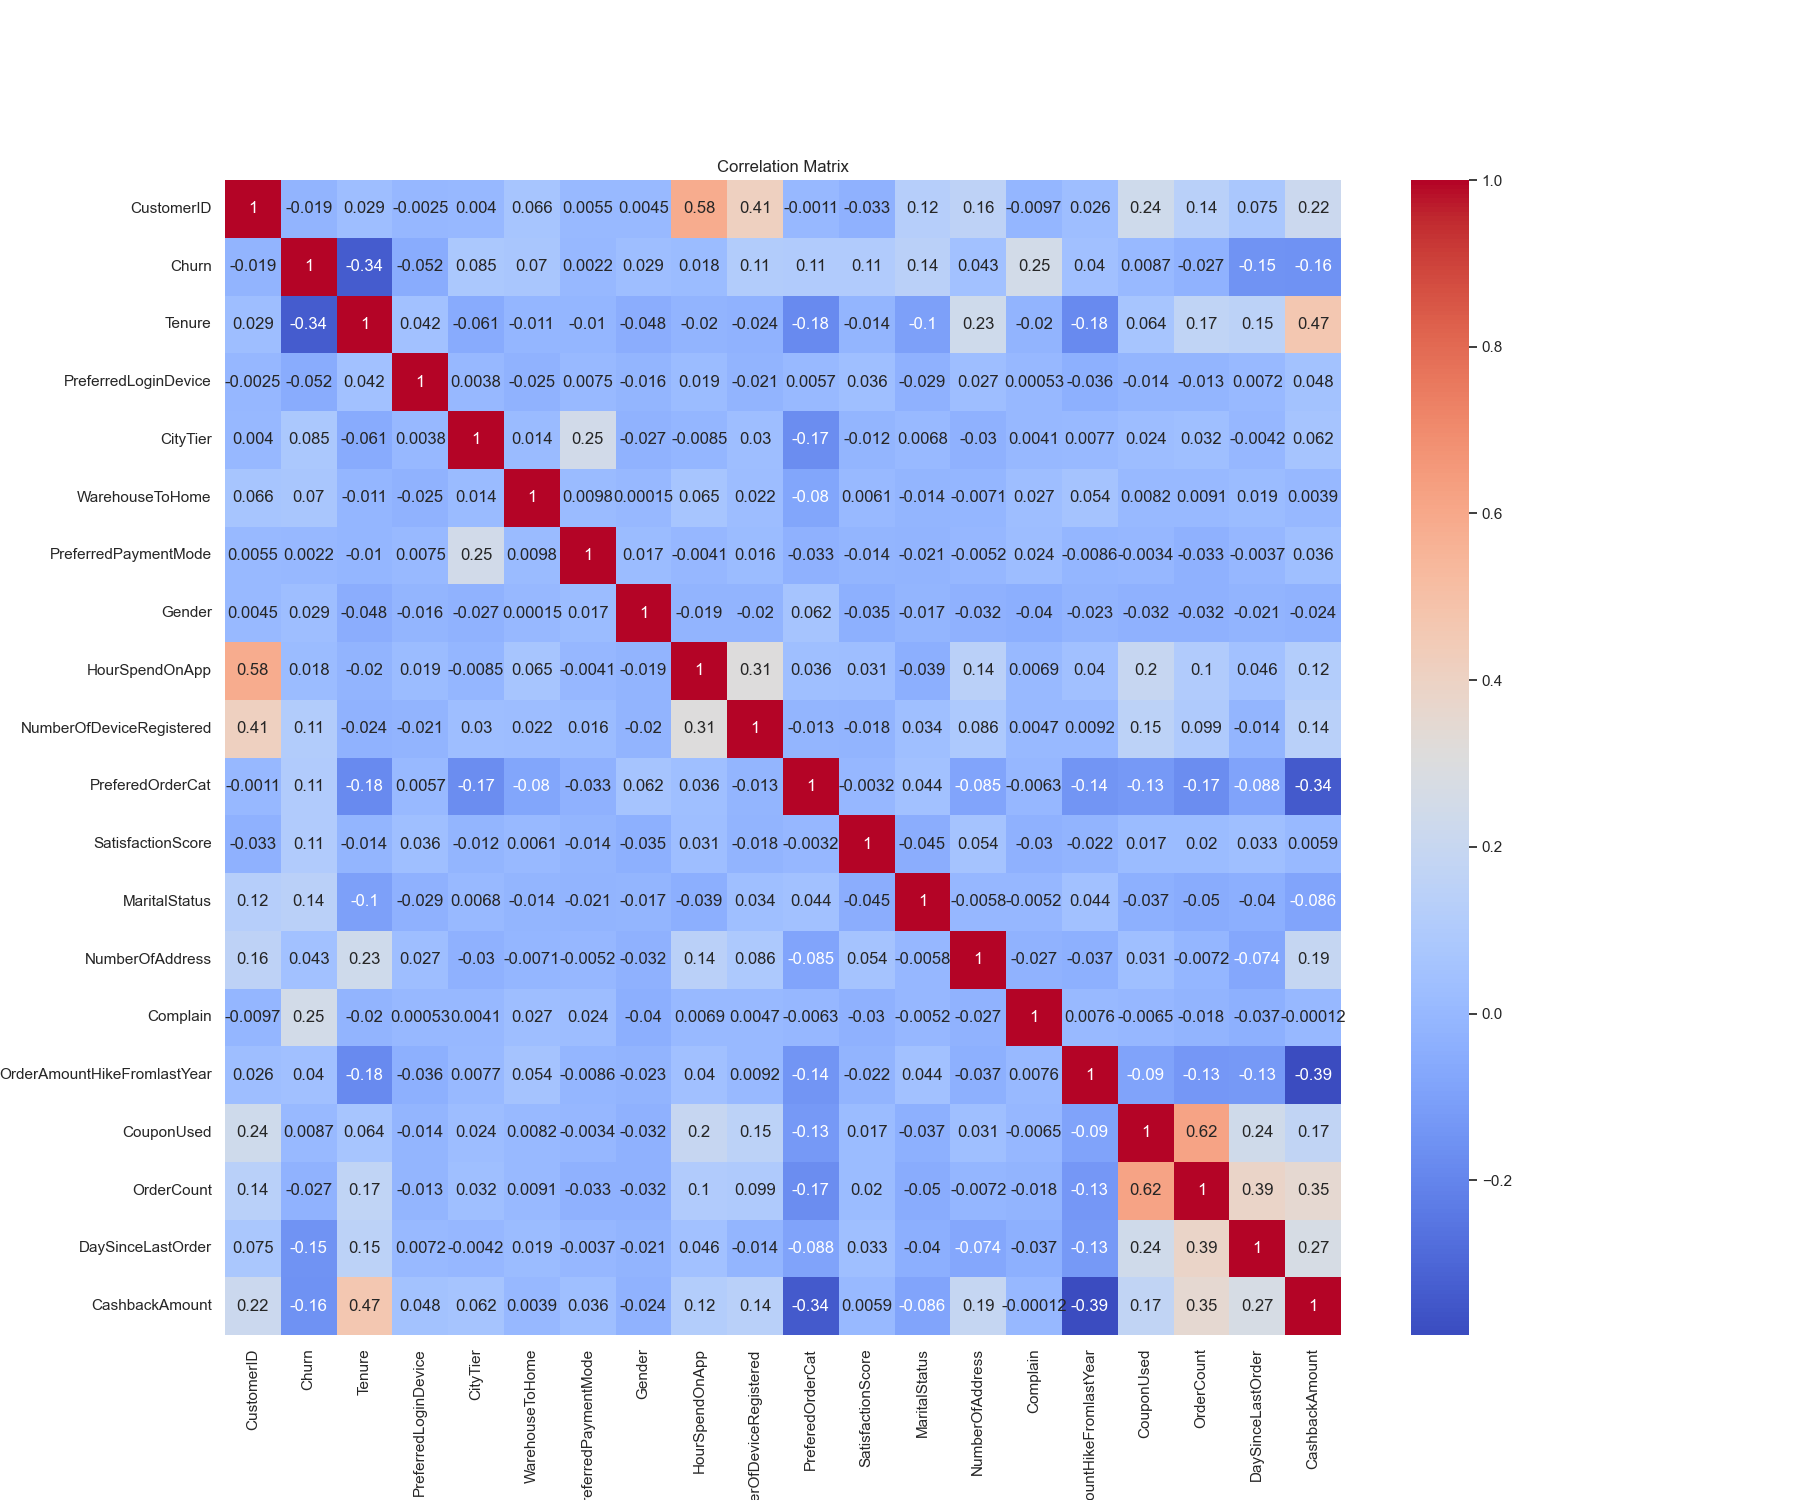 Correlation Matrix
CustomerID 1 -0.019 0.029 -0.0025 0.004 0.066 0.0055 0.0045 0.58 0.41 -0.0011 -0.033 0.12 0.16 -0.0097 0.026 0.24 0.14 0.075 0.22
Churn -0.019 1 -0.34 -0.052 0.085 0.07 0.0022 0.029 0.018 0.11 0.11 0.11 0.14 0.043 0.25 0.04 0.0087 -0.027 -0.15 -0.16
Tenure 0.029 -0.34 1 0.042 -0.061 -0.011 -0.01 -0.048 -0.02 -0.024 -0.18 -0.014 -0.1 0.23 -0.02 -0.18 0.064 0.17 0.15 0.47
PreferredLoginDevice -0.0025 -0.052 0.042 1 0.0038 -0.025 0.0075 -0.016 0.019 -0.021 0.0057 0.036 -0.029 0.027 0.00053 -0.036 -0.014 -0.013 0.0072 0.048
CityTier 0.004 0.085 -0.061 0.0038 1 0.014 0.25 -0.027 -0.0085 0.03 -0.17 -0.012 0.0068 -0.03 0.0041 0.0077 0.024 0.032 -0.0042 0.062
WarehouseToHome 0.066 0.07 -0.011 -0.025 0.014 1 0.0098 0.00015 0.065 0.022 -0.08 0.0061 -0.014 -0.0071 0.027 0.054 0.0082 0.0091 0.019 0.0039
PreferredPaymentMode 0.0055 0.0022 -0.01 0.0075 0.25 0.0098 1 0.017 -0.0041 0.016 -0.033 -0.014 -0.021 -0.0052 0.024 -0.0086 -0.0034 -0.033 -0.0037 0.036
Gender 0.0045 0.029 -0.048 -0.016 -0.027 0.00015 0.017 1 -0.019 -0.02 0.062 -0.035 -0.017 -0.032 -0.04 -0.023 -0.032 -0.032 -0.021 -0.024
HourSpendOnApp 0.58 0.018 -0.02 0.019 -0.0085 0.065 -0.0041 -0.019 1 0.31 0.036 0.031 -0.039 0.14 0.0069 0.04 0.2 0.1 0.046 0.12
NumberOfDeviceRegistered 0.41 0.11 -0.024 -0.021 0.03 0.022 0.016 -0.02 0.31 1 -0.013 -0.018 0.034 0.086 0.0047 0.0092 0.15 0.099 -0.014 0.14
PreferedOrderCat -0.0011 0.11 -0.18 0.0057 -0.17 -0.08 -0.033 0.062 0.036 -0.013 1 -0.0032 0.044 -0.085 -0.0063 -0.14 -0.13 -0.17 -0.088 -0.34
SatisfactionScore -0.033 0.11 -0.014 0.036 -0.012 0.0061 -0.014 -0.035 0.031 -0.018 -0.0032 1 -0.045 0.054 -0.03 -0.022 0.017 0.02 0.033 0.0059
MaritalStatus 0.12 0.14 -0.1 -0.029 0.0068 -0.014 -0.021 -0.017 -0.039 0.034 0.044 -0.045 1 -0.0058 -0.0052 0.044 -0.037 -0.05 -0.04 -0.086
NumberOfAddress 0.16 0.043 0.23 0.027 -0.03 -0.0071 -0.0052 -0.032 0.14 0.086 -0.085 0.054 -0.0058 1 -0.027 -0.037 0.031 -0.0072 -0.074 0.19
Complain -0.0097 0.25 -0.02 0.00053 0.0041 0.027 0.024 -0.04 0.0069 0.0047 -0.0063 -0.03 -0.0052 -0.027 1 0.0076 -0.0065 -0.018 -0.037 -0.00012
OrderAmountHikeFromlastYear 0.026 0.04 -0.18 -0.036 0.0077 0.054 -0.0086 -0.023 0.04 0.0092 -0.14 -0.022 0.044 -0.037 0.0076 1 -0.09 -0.13 -0.13 -0.39
CouponUsed 0.24 0.0087 0.064 -0.014 0.024 0.0082 -0.0034 -0.032 0.2 0.15 -0.13 0.017 -0.037 0.031 -0.0065 -0.09 1 0.62 0.24 0.17
OrderCount 0.14 -0.027 0.17 -0.013 0.032 0.0091 -0.033 -0.032 0.1 0.099 -0.17 0.02 -0.05 -0.0072 -0.018 -0.13 0.62 1 0.39 0.35
DaySinceLastOrder 0.075 -0.15 0.15 0.0072 -0.0042 0.019 -0.0037 -0.021 0.046 -0.014 -0.088 0.033 -0.04 -0.074 -0.037 -0.13 0.24 0.39 1 0.27
CashbackAmount 0.22 -0.16 0.47 0.048 0.062 0.0039 0.036 -0.024 0.12 0.14 -0.34 0.0059 -0.086 0.19 -0.00012 -0.39 0.17 0.35 0.27 1
CustomerID
Churn
Tenure
PreferredLoginDevice
CityTier
WarehouseToHome
referredPaymentMode
Gender
HourSpendOnApp
erOfDeviceRegistered
PreferedOrderCat
SatisfactionScore
MaritalStatus
NumberOfAddress
Complain
ountHikeFromlastYear
CouponUsed
OrderCount
DaySinceLastOrder
CashbackAmount
1.0
0.8
0.6
0.4
0.2
0.0
−0.2